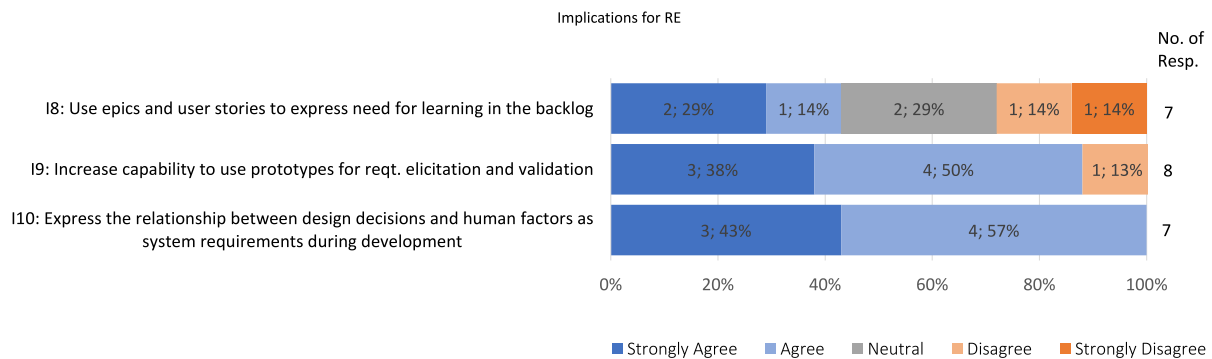 Implications for RE
No. of
Resp.
I8: Use epics and user stories to express need for learning in the backlog
2; 29%
1; 14%
2; 29%
1; 14%
1; 14%
7
I9: Increase capability to use prototypes for reqt. elicitation and validation
3; 38%
4; 50%
1; 13%
8
I10: Express the relationship between design decisions and human factors as
system requirements during development
3; 43%
4; 57%
7
0%
20%
40%
60%
80%
100%
Strongly Agree
Agree
Neutral
Disagree
Strongly Disagree